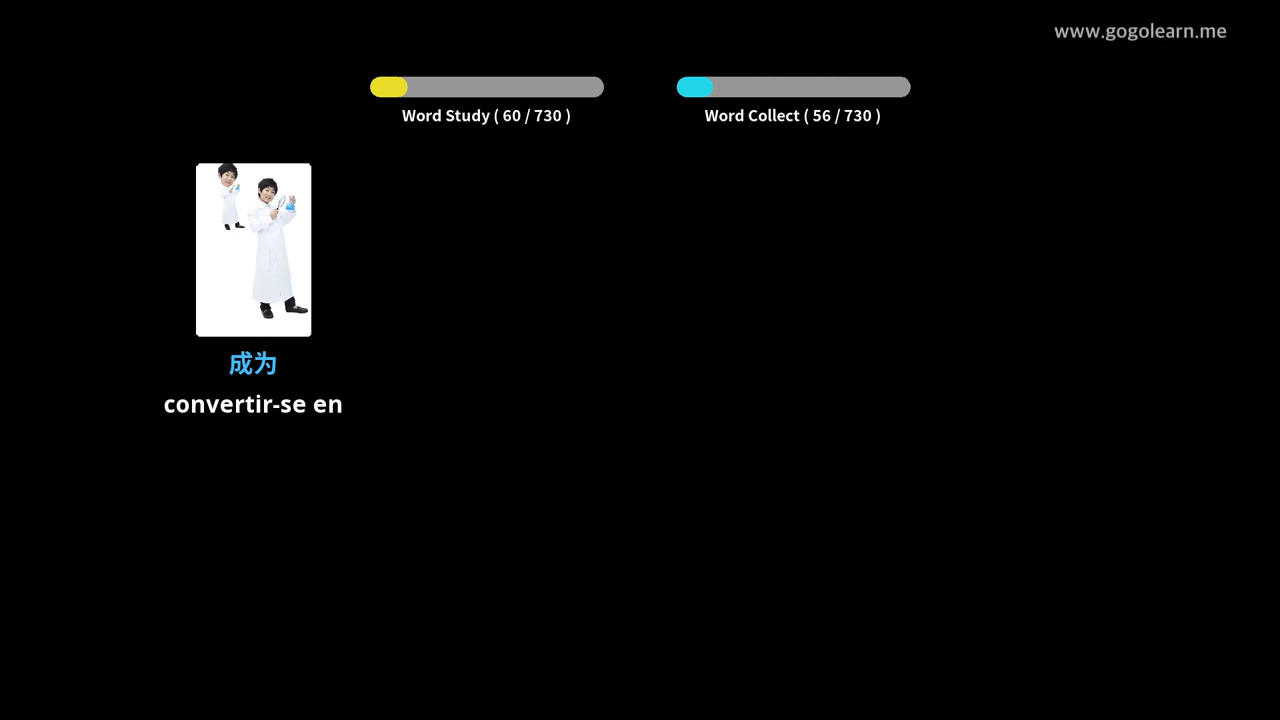 www.gogolearn.me
Word Study ( 60 / 730 )
Word Collect ( 56 / 730 )
成为
convertir-se en